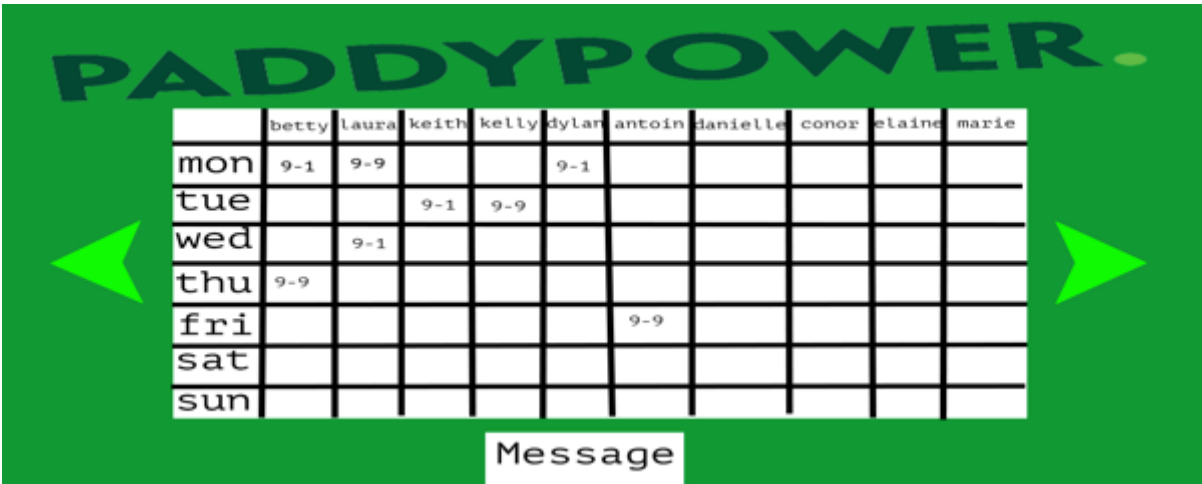 PADDYPOWER.
betty laura keith kelly dylan antoin danielle conor elaine marie
mon 9-1 9-9 9-1
tue 9-1 9-9
wed 9-1
thu 9-9
fri 9-9
sat
sun
Message